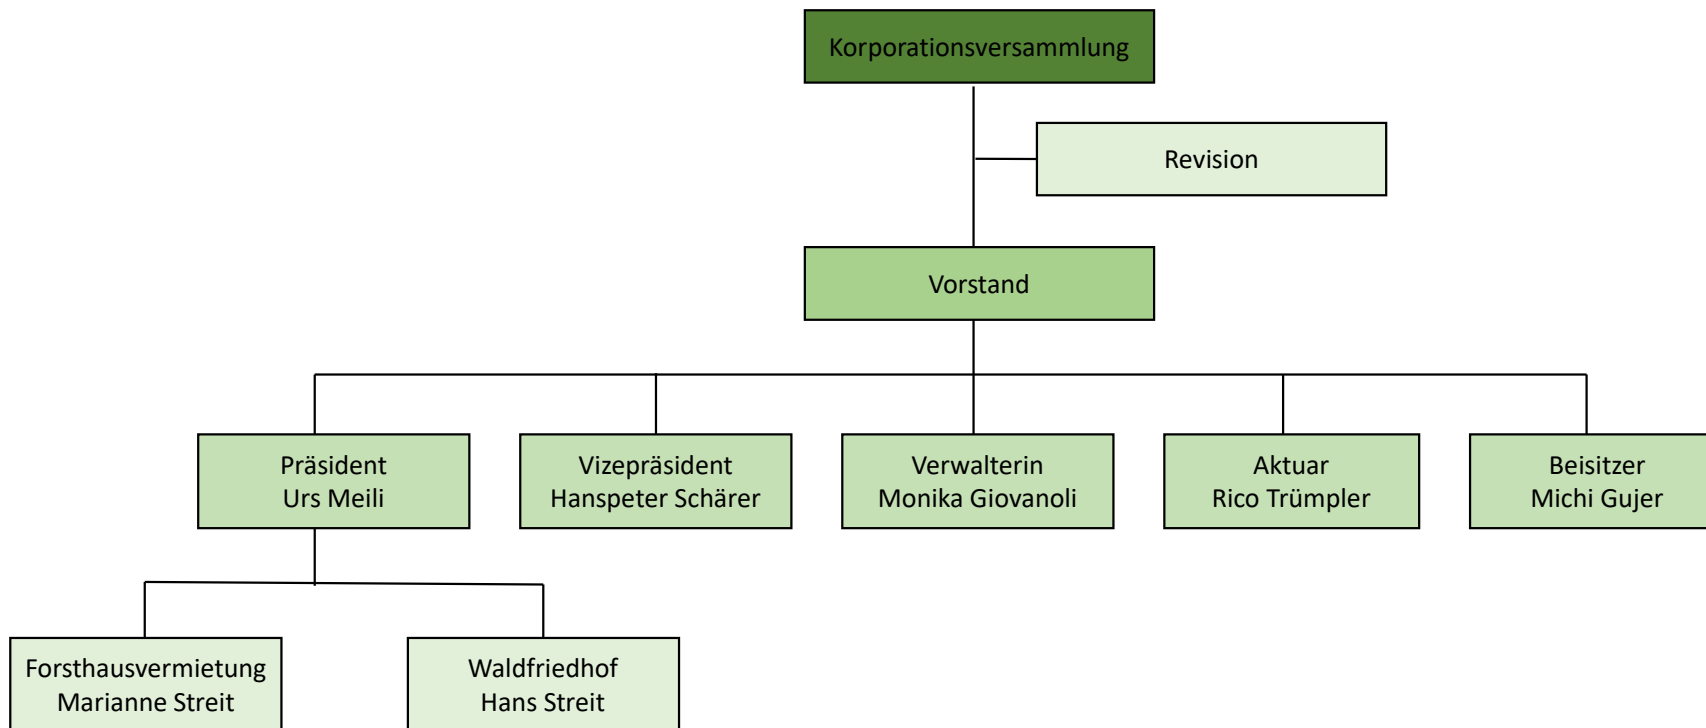 Korporationsversammlung
Revision
Vorstand
Präsident
Urs Meili
Vizepräsident
Hanspeter Schärer
Verwalterin
Monika Giovanoli
Aktuar
Rico Trümpler
Beisitzer
Michi Gujer
Forsthausvermietung
Marianne Streit
Waldfriedhof
Hans Streit